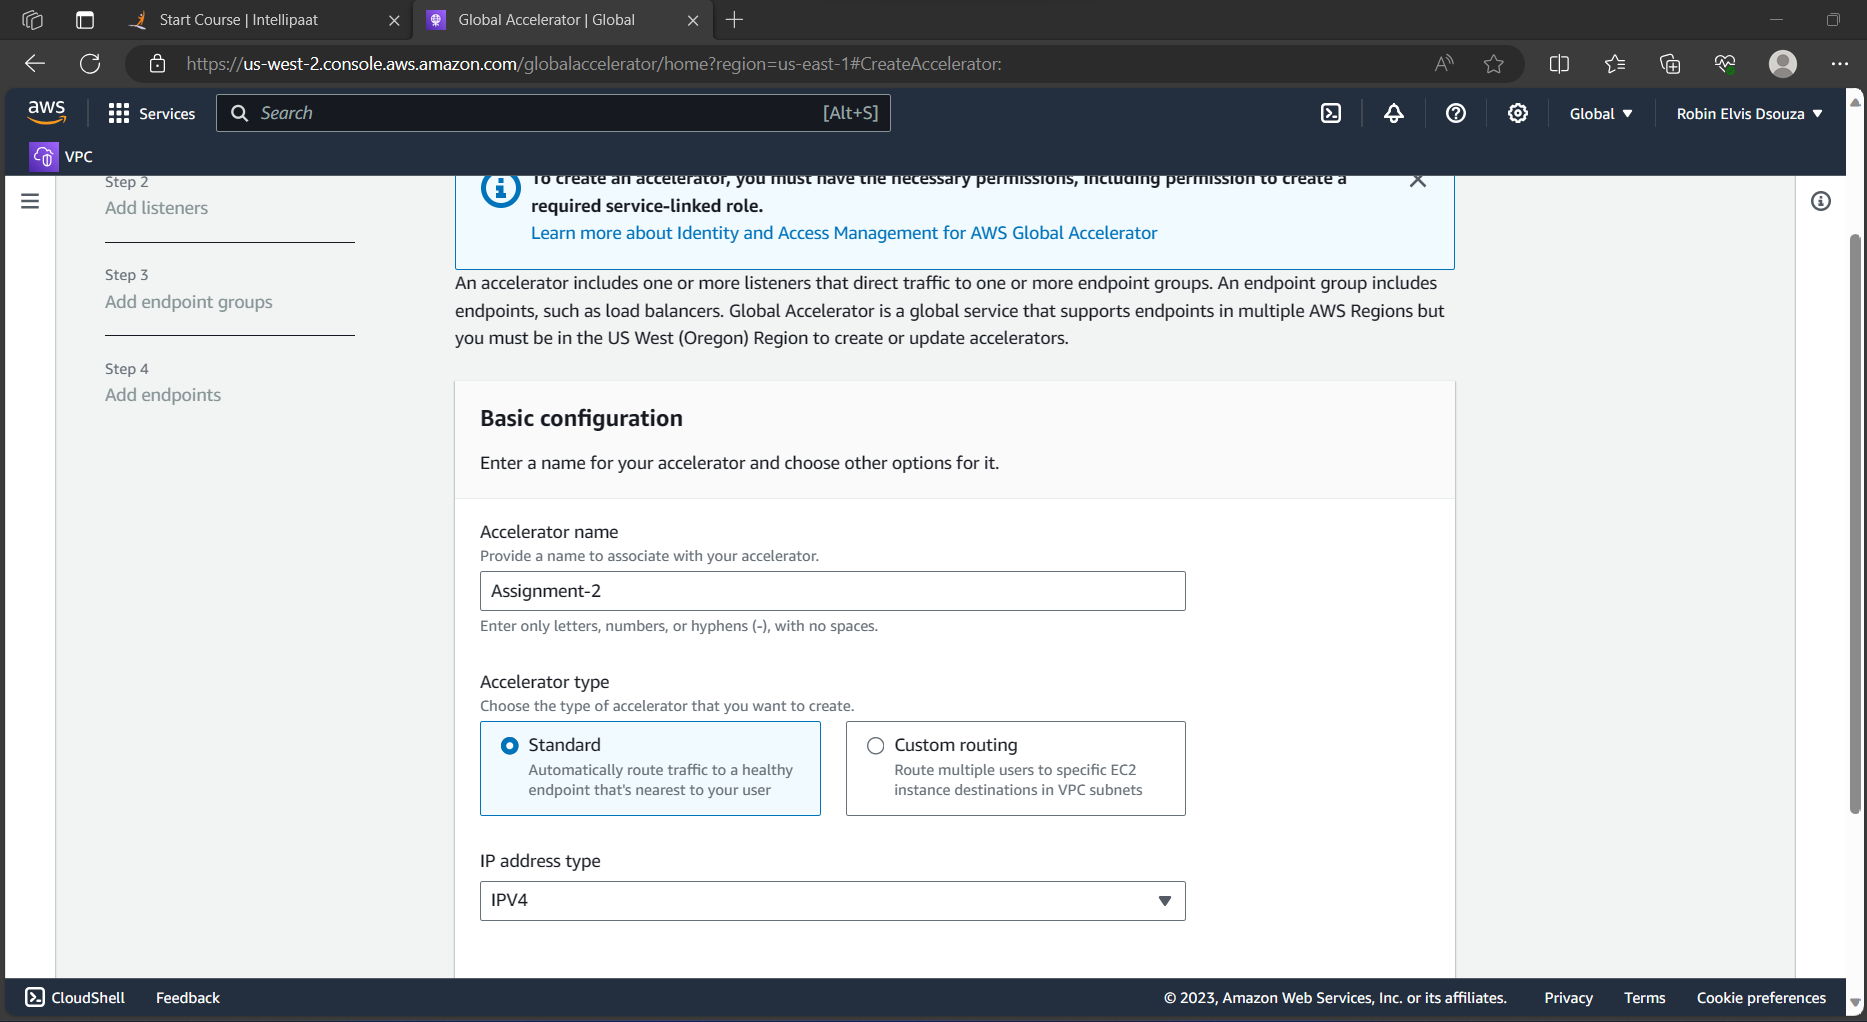 Start Course | Intellipaat
Global Accelerator | Global
https://us-west-2.console.aws.amazon.com/globalaccelerator/home?region=us-east-1#CreateAccelerator:
aws
Services
Search
[Alt+S]
Global
Robin Elvis Dsouza
VPC
Step 2
Add listeners
Step 3
Add endpoint groups
Step 4
Add endpoints
To create an accelerator, you must have the necessary permissions, including permission to create a
required service-linked role.
Learn more about Identity and Access Management for AWS Global Accelerator
An accelerator includes one or more listeners that direct traffic to one or more endpoint groups. An endpoint group includes
endpoints, such as load balancers. Global Accelerator is a global service that supports endpoints in multiple AWS Regions but
you must be in the US West (Oregon) Region to create or update accelerators.
Basic configuration
Enter a name for your accelerator and choose other options for it.
Accelerator name
Provide a name to associate with your accelerator.
Assignment-2
Enter only letters, numbers, or hyphens (-), with no spaces.
Accelerator type
Choose the type of accelerator that you want to create.
Standard
Automatically route traffic to a healthy
endpoint that's nearest to your user
Custom routing
Route multiple users to specific EC2
instance destinations in VPC subnets
IP address type
IPV4
CloudShell
Feedback
© 2023, Amazon Web Services, Inc. or its affiliates.
Privacy
Terms
Cookie preferences